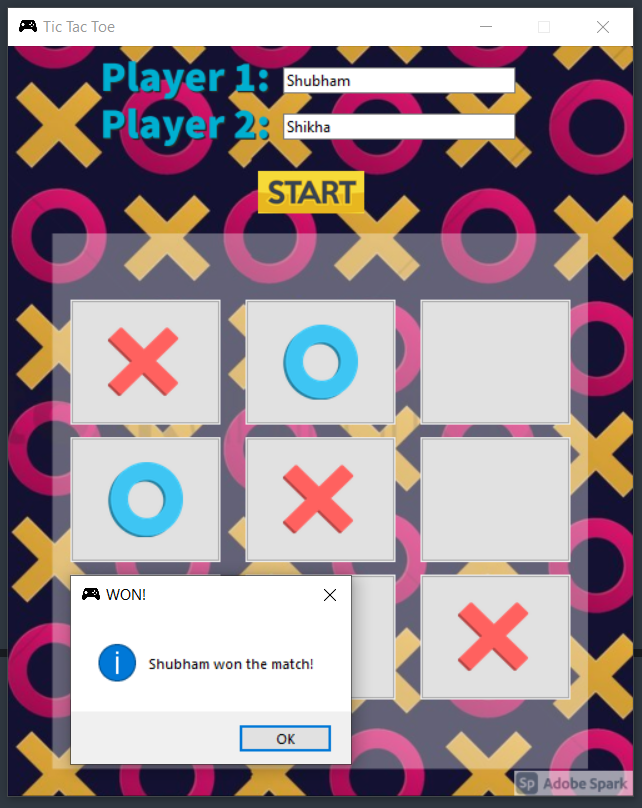 Tic Tac Toe
Player 1: Shubham
Player 2: Shikha
START
WON!
Shubham won the match!
OK
Sp Adobe Spark